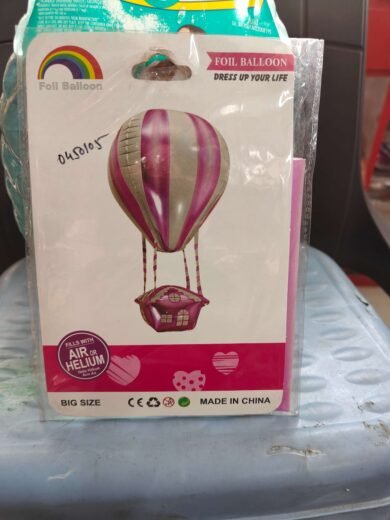 FOIL BALLOON
DRESS UP YOUR LIFE
Foil Balloon
0450105
FILLS WITH
AIR OR
HELIUM
BIG SIZE
CE
MADE IN CHINA